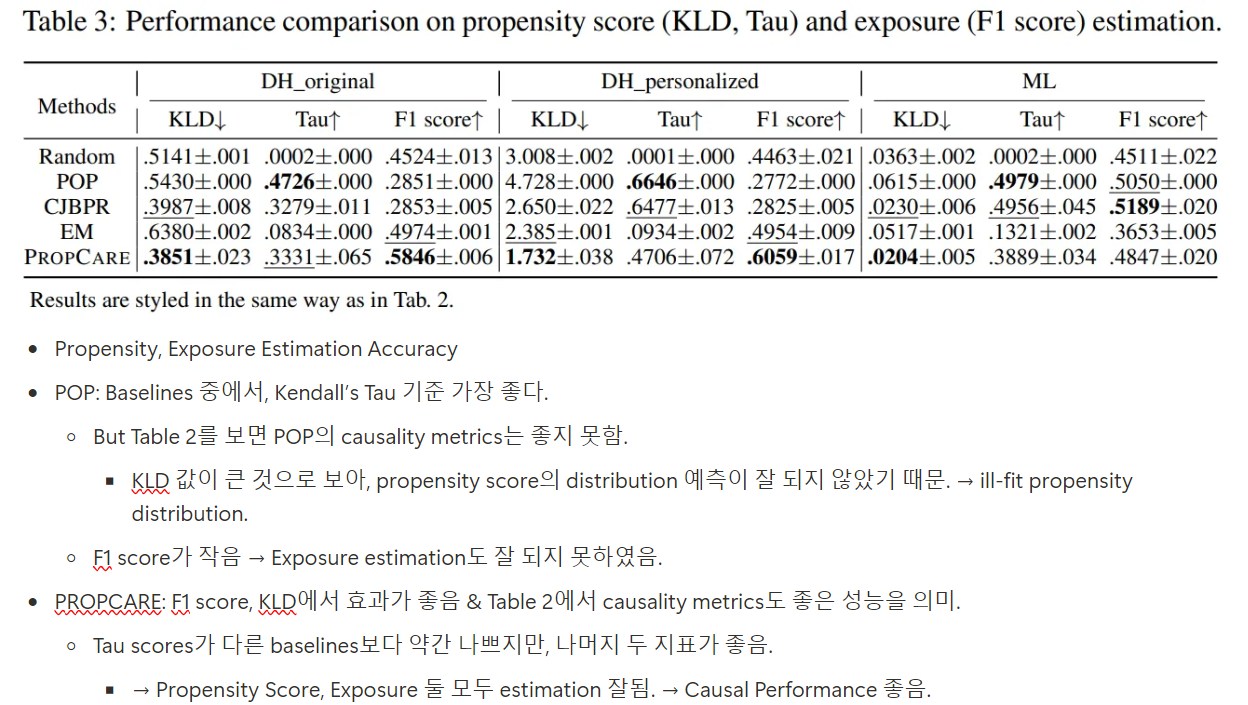 Table 3: Performance comparison on propensity score (KLD, Tau) and exposure (F1 score) estimation.
Methods | DH_original | DH_personalized | ML
KLD↓ Tau↑ F1 score↑ | KLD↓ Tau↑ F1 score↑ | KLD↓ Tau↑ F1 score↑
Random .5141±.001 .0002±.000 .4524±.013 3.008±.002 .0001±.000 .4463±.021 .0363±.002 .0002±.000 .4511±.022
POP .5430±.000 .4726±.000 .2851±.000 4.728±.000 .6646±.000 .2772±.000 .0615±.000 .4979±.000 .5050±.000
CJBPR .3987±.008 .3279±.011 .2853±.005 2.650±.022 .6477±.013 .2825±.005 .0230±.006 .4956±.045 .5189±.020
EM .6380±.002 .0834±.000 .4974±.001 2.385±.001 .0934±.002 .4954±.009 .0517±.001 .1321±.002 .3653±.005
PROPCARE .3851±.023 .3331±.065 .5846±.006 1.732±.038 .4706±.072 .6059±.017 .0204±.005 .3889±.034 .4847±.020
Results are styled in the same way as in Tab. 2.
• Propensity, Exposure Estimation Accuracy
• POP: Baselines 중에서, Kendall’s Tau 기준 가장 좋다.
○ But Table 2를 보면 POP의 causality metrics는 좋지 못함.
■ KLD 값이 큰 것으로 보아, propensity score의 distribution 예측이 잘 되지 않았기 때문. → ill-fit propensity
distribution.
○ F1 score가 작음 → Exposure estimation도 잘 되지 못하였음.
• PROPCARE: F1 score, KLD에서 효과가 좋음 & Table 2에서 causality metrics도 좋은 성능을 의미.
○ Tau scores가 다른 baselines보다 약간 나쁘지만, 나머지 두 지표가 좋음.
■ → Propensity Score, Exposure 둘 모두 estimation 잘됨. → Causal Performance 좋음.